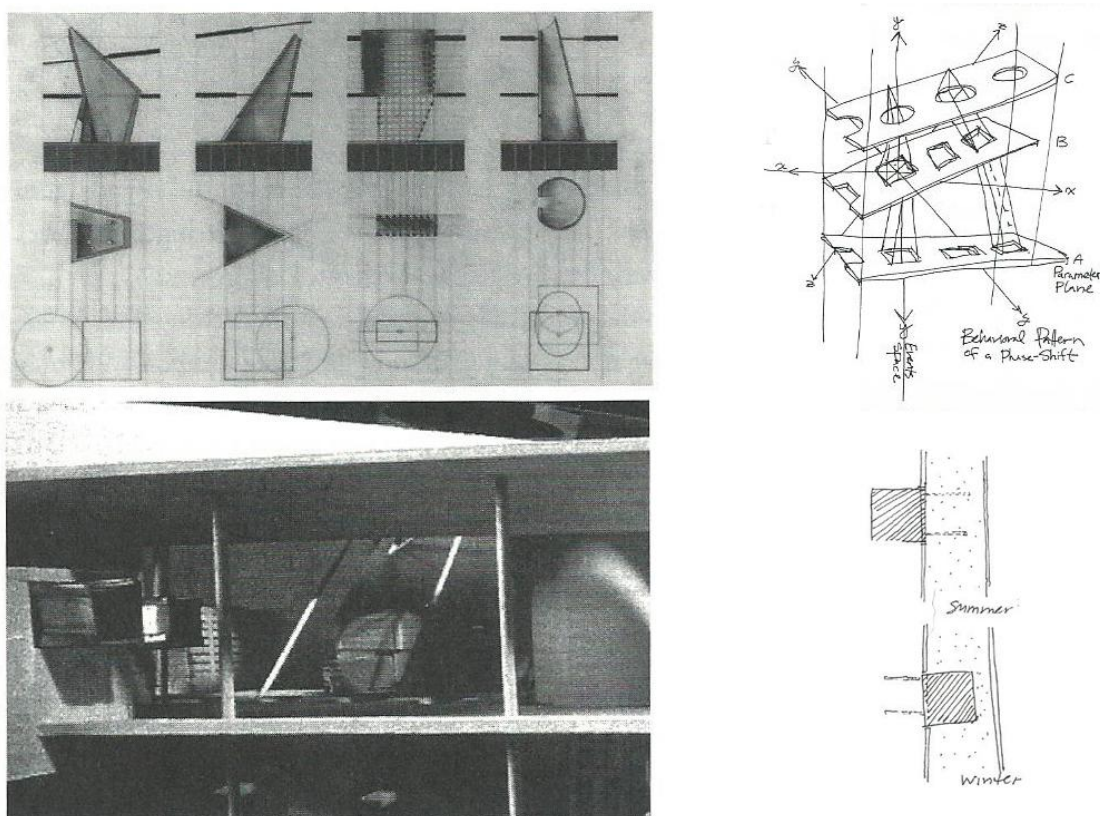 y
z
y
C
B
x
x
A
Parameter
Plane
z
y
y
Events
Space
Behavioral Pattern
of a Phase-Shift
Summer
Winter